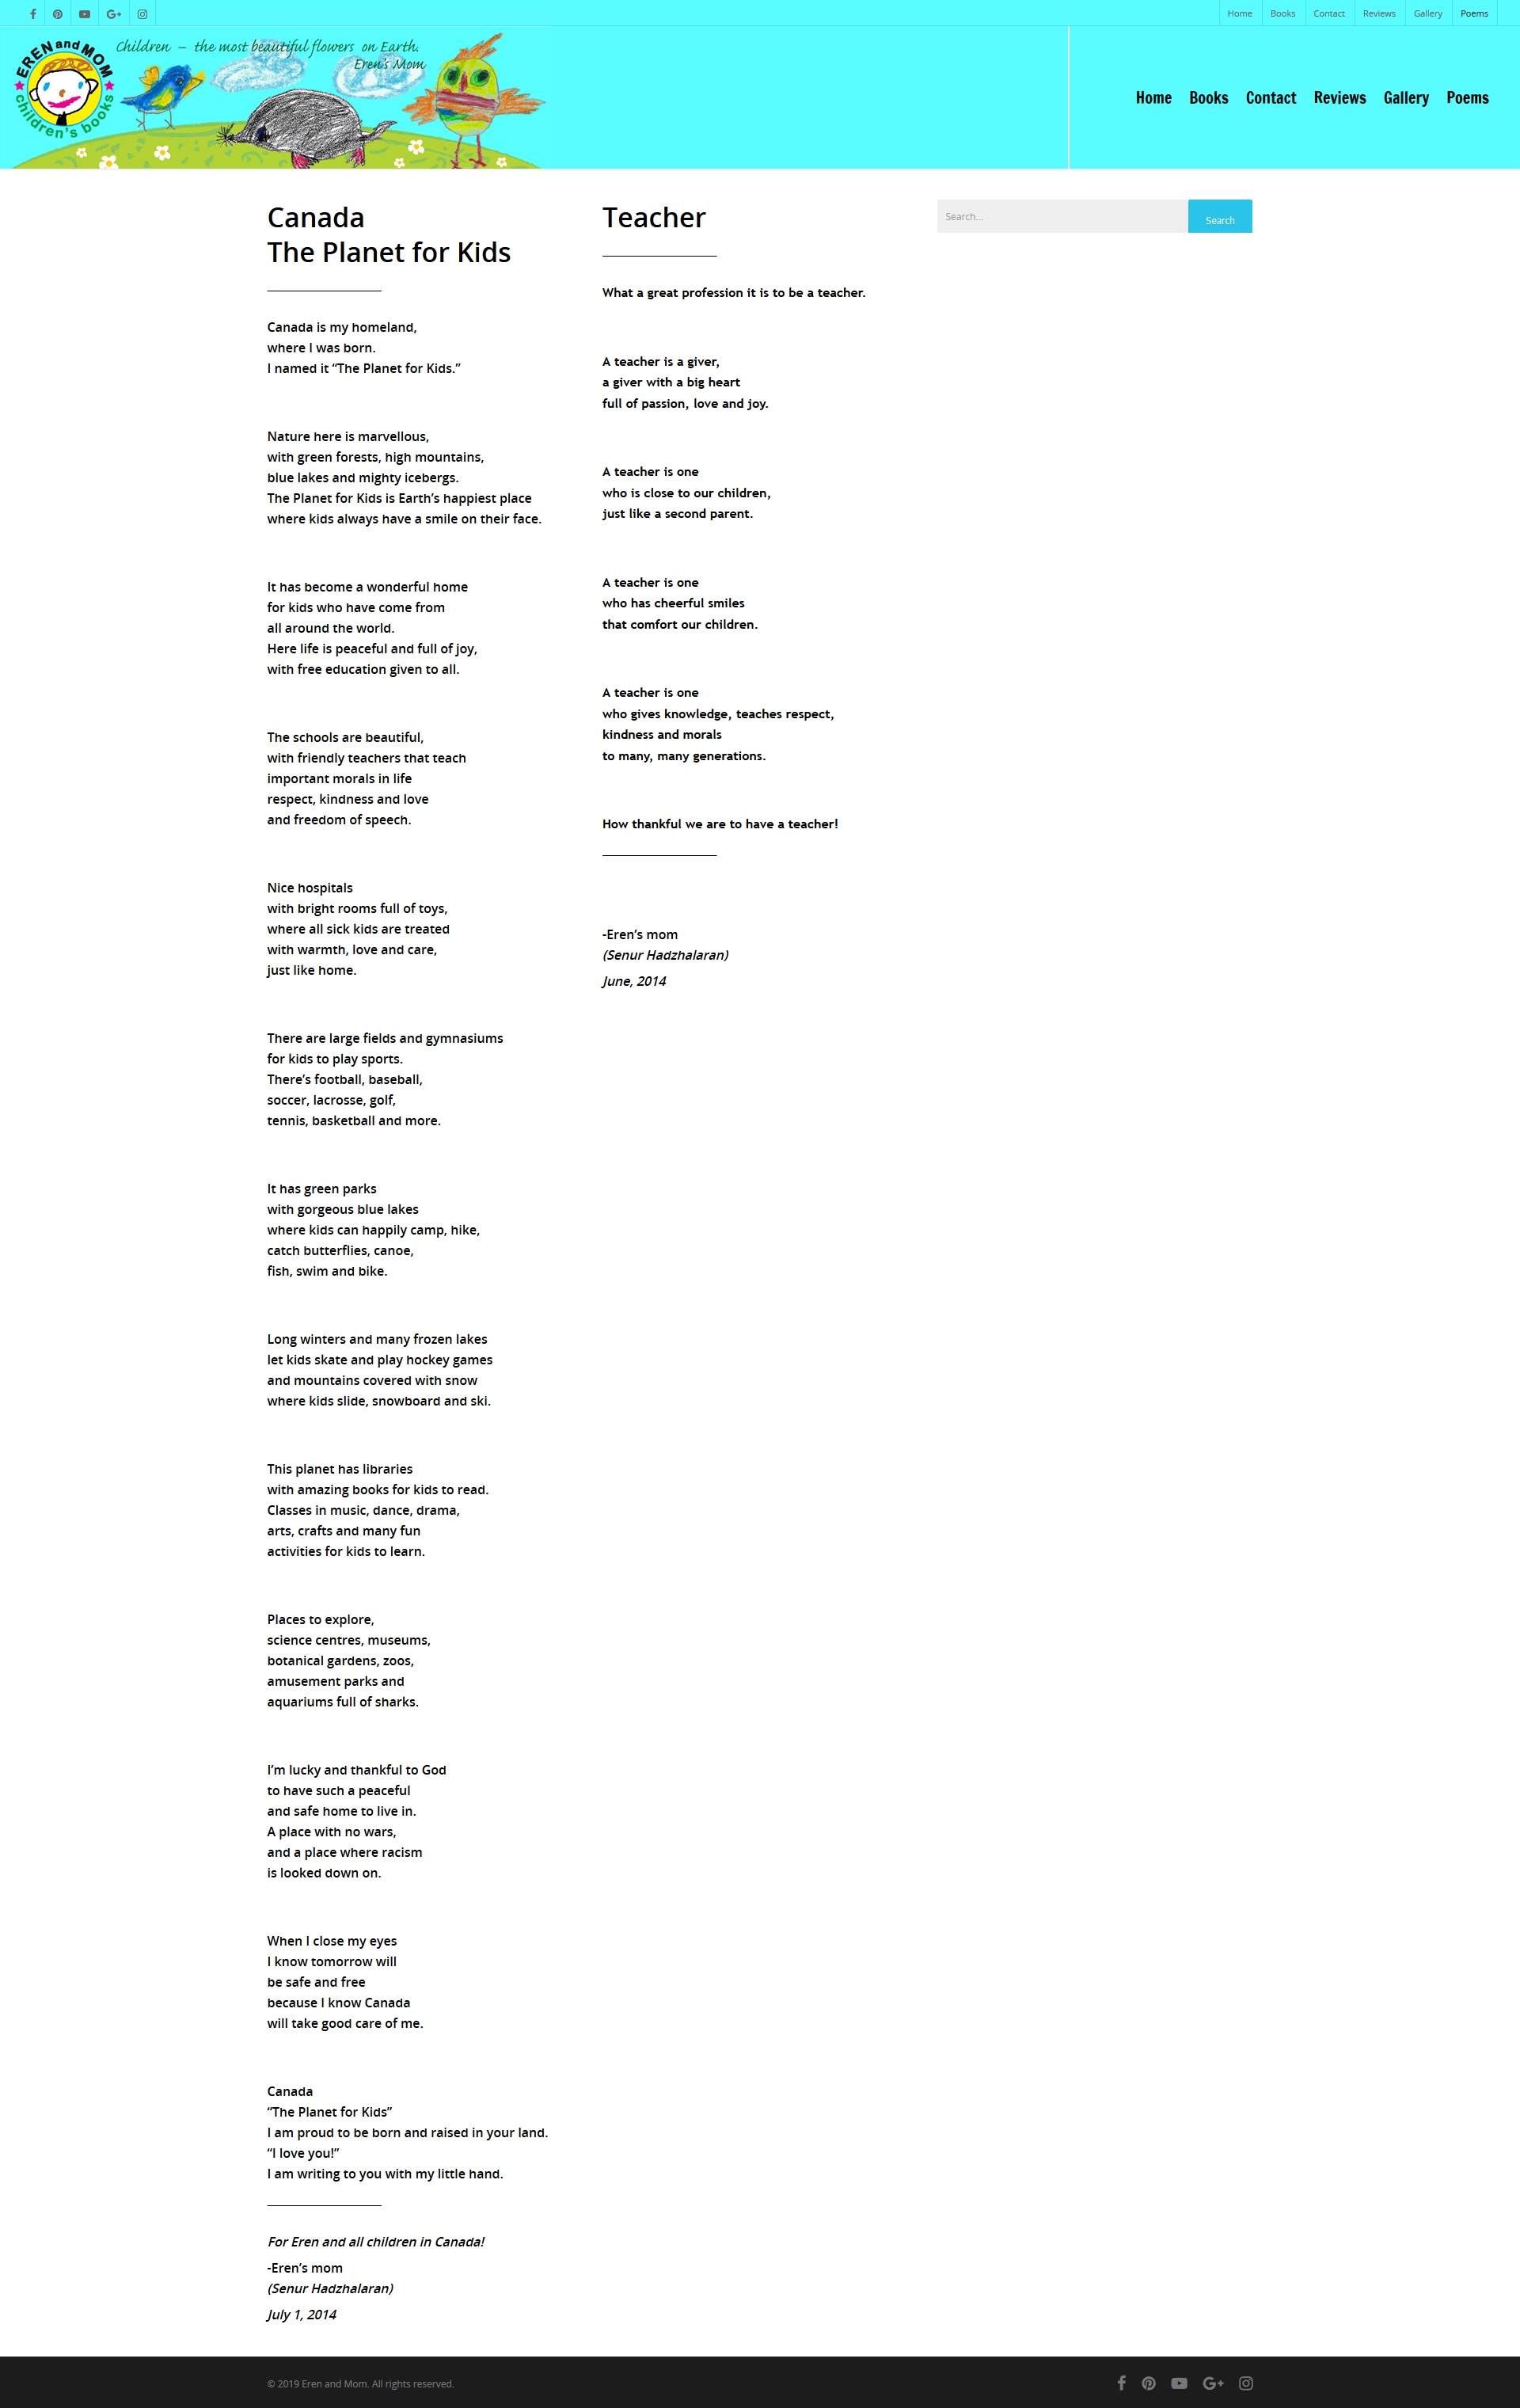 Home
Books
Contact
Reviews
Gallery
Poems
EREN and MOM
children's books
Children – the most beautiful flowers on Earth.
Eren's Mom
Home
Books
Contact
Reviews
Gallery
Poems
Canada
The Planet for Kids
Canada is my homeland,
where I was born.
I named it “The Planet for Kids.”
Nature here is marvellous,
with green forests, high mountains,
blue lakes and mighty icebergs.
The Planet for Kids is Earth’s happiest place
where kids always have a smile on their face.
It has become a wonderful home
for kids who have come from
all around the world.
Here life is peaceful and full of joy,
with free education given to all.
The schools are beautiful,
with friendly teachers that teach
important morals in life
respect, kindness and love
and freedom of speech.
Nice hospitals
with bright rooms full of toys,
where all sick kids are treated
with warmth, love and care,
just like home.
There are large fields and gymnasiums
for kids to play sports.
There’s football, baseball,
soccer, lacrosse, golf,
tennis, basketball and more.
It has green parks
with gorgeous blue lakes
where kids can happily camp, hike,
catch butterflies, canoe,
fish, swim and bike.
Long winters and many frozen lakes
let kids skate and play hockey games
and mountains covered with snow
where kids slide, snowboard and ski.
This planet has libraries
with amazing books for kids to read.
Classes in music, dance, drama,
arts, crafts and many fun
activities for kids to learn.
Places to explore,
science centres, museums,
botanical gardens, zoos,
amusement parks and
aquariums full of sharks.
I’m lucky and thankful to God
to have such a peaceful
and safe home to live in.
A place with no wars,
and a place where racism
is looked down on.
When I close my eyes
I know tomorrow will
be safe and free
because I know Canada
will take good care of me.
Canada
“The Planet for Kids”
I am proud to be born and raised in your land.
“I love you!”
I am writing to you with my little hand.
For Eren and all children in Canada!
-Eren’s mom
(Senur Hadzhalaran)
July 1, 2014
Teacher
What a great profession it is to be a teacher.
A teacher is a giver,
a giver with a big heart
full of passion, love and joy.
A teacher is one
who is close to our children,
just like a second parent.
A teacher is one
who has cheerful smiles
that comfort our children.
A teacher is one
who gives knowledge, teaches respect,
kindness and morals
to many, many generations.
How thankful we are to have a teacher!
-Eren’s mom
(Senur Hadzhalaran)
June, 2014
Search...
Search
© 2019 Eren and Mom. All rights reserved.